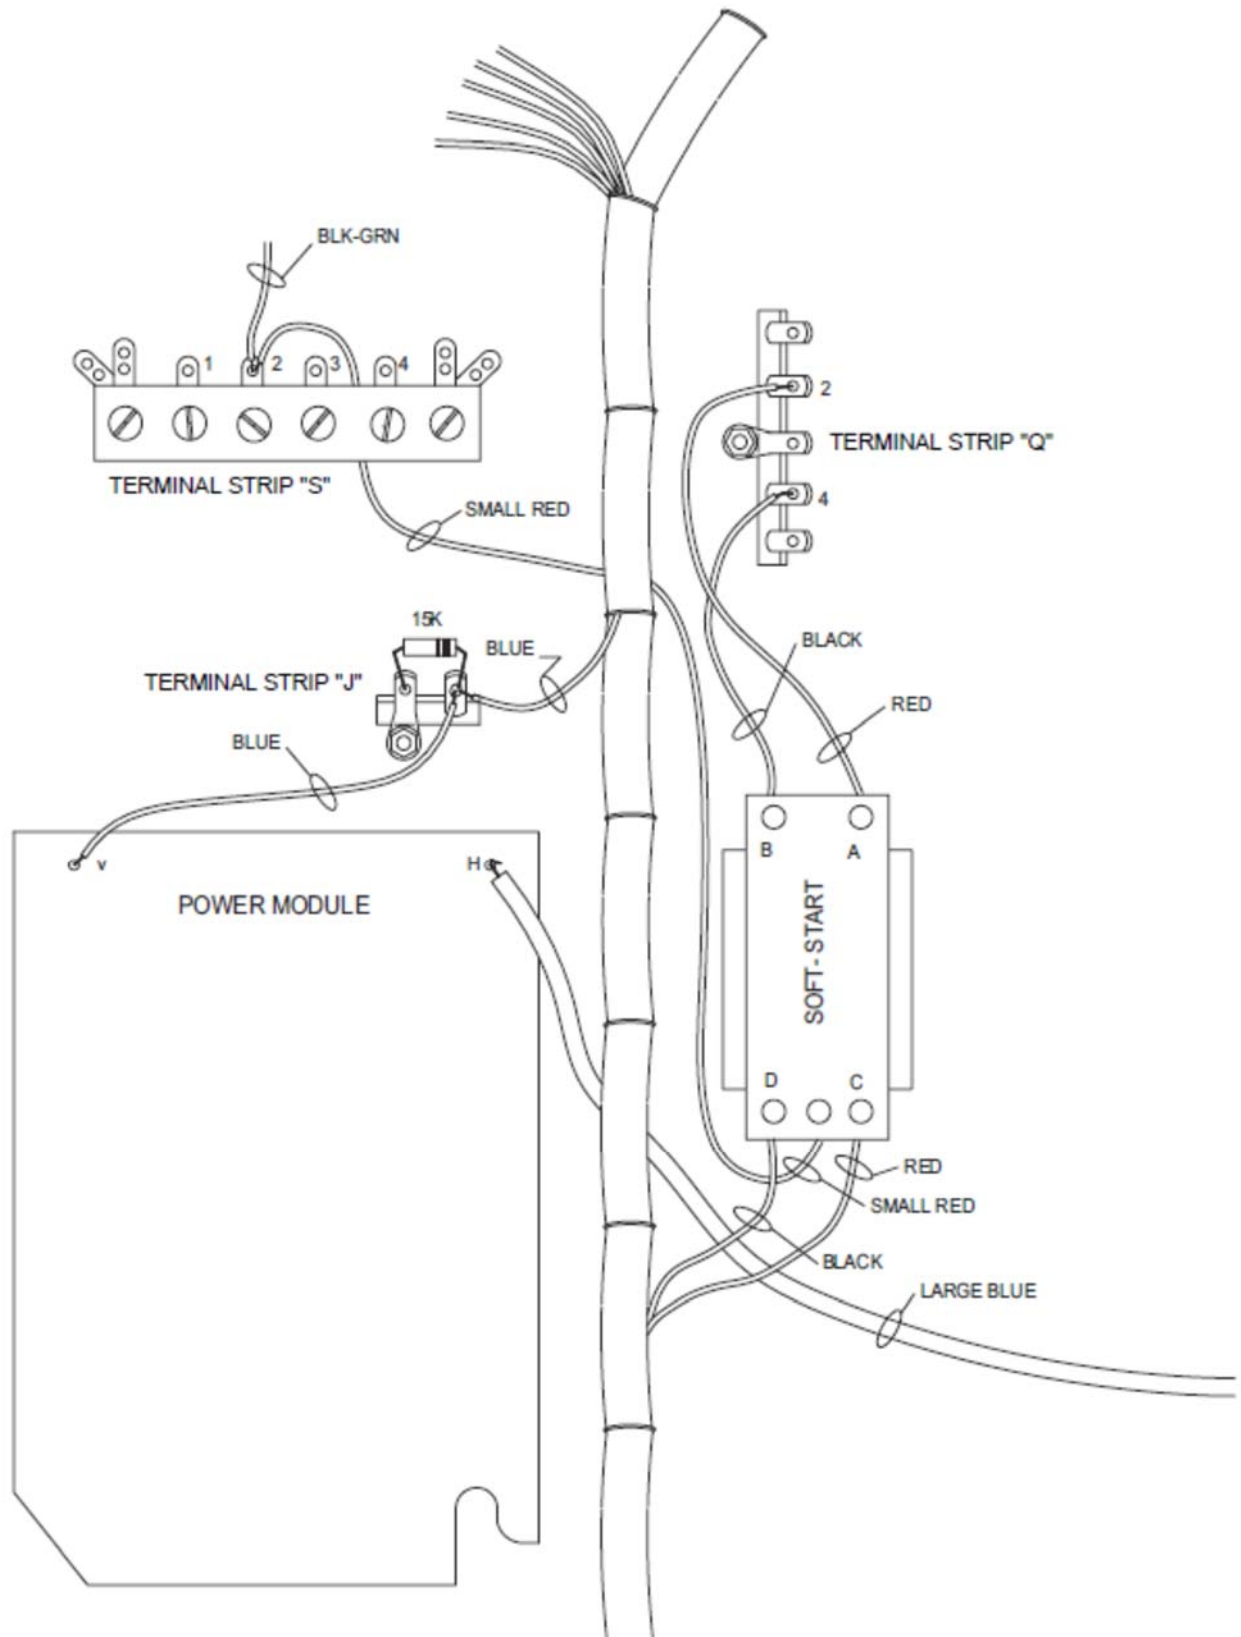 BLK-GRN
1
2
3
4
TERMINAL STRIP "S"
2
TERMINAL STRIP "Q"
4
SMALL RED
15K
BLUE
TERMINAL STRIP "J"
BLACK
RED
BLUE
V
H
POWER MODULE
B
A
SOFT-START
D
C
RED
SMALL RED
BLACK
LARGE BLUE